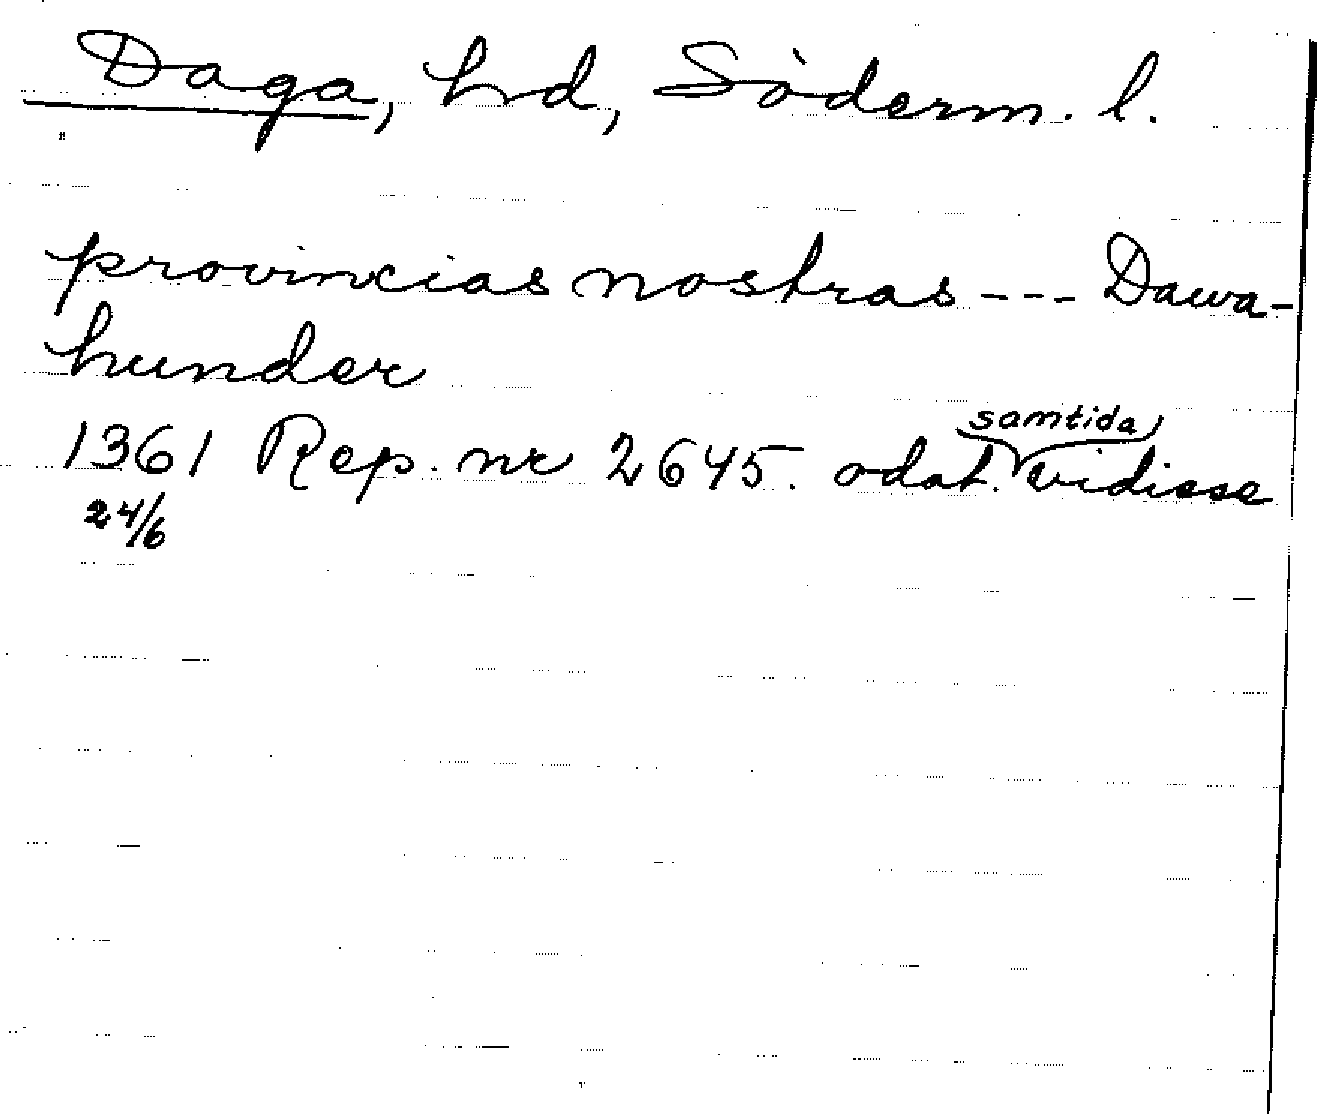 Daga, hd, Söderm. l.
provincias nostras --- Dawa-
hunder
samtida
1361 Rep. nr 2645. odat. vidisse
24/6